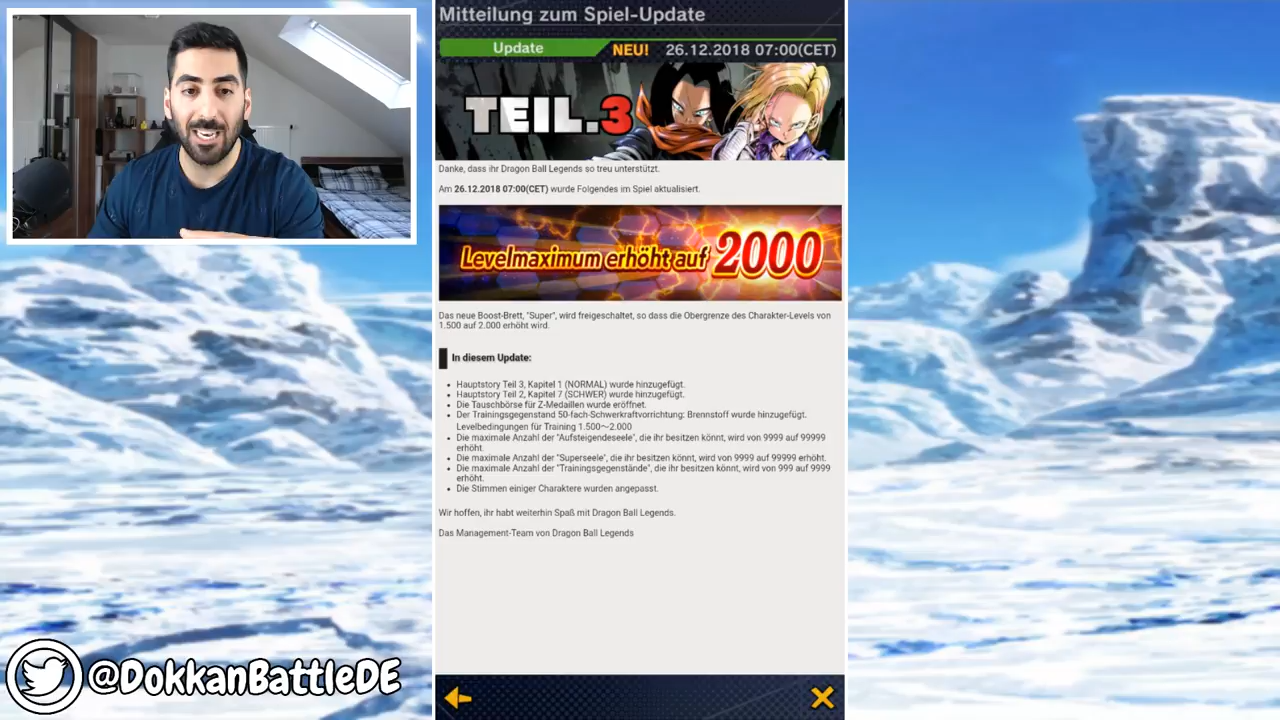 Mitteilung zum Spiel-Update
Update NEU! 26.12.2018 07:00(CET)
TEIL.3
Danke, dass ihr Dragon Ball Legends so treu unterstützt.
Am 26.12.2018 07:00(CET) wurde Folgendes im Spiel aktualisiert.
Levelmaximum erhöht auf 2000
Das neue Boost-Brett, "Super", wird freigeschaltet, so dass die Obergrenze des Charakter-Levels von
1.500 auf 2.000 erhöht wird.
In diesem Update:
• Hauptstory Teil 3, Kapitel 1 (NORMAL) wurde hinzugefügt.
• Hauptstory Teil 2, Kapitel 7 (SCHWER) wurde hinzugefügt.
• Die Tauschbörse für Z-Medaillen wurde eröffnet.
• Der Trainingsgegenstand 50-fach-Schwerkraftvorrichtung: Brennstoff wurde hinzugefügt.
Levelbedingungen für Training 1.500～2.000
• Die maximale Anzahl der "Aufsteigendeseele", die ihr besitzen könnt, wird von 9999 auf 99999
erhöht.
• Die maximale Anzahl der "Superseele", die ihr besitzen könnt, wird von 9999 auf 99999 erhöht.
• Die maximale Anzahl der "Trainingsgegenstände", die ihr besitzen könnt, wird von 999 auf 9999
erhöht.
• Die Stimmen einiger Charaktere wurden angepasst.
Wir hoffen, ihr habt weiterhin Spaß mit Dragon Ball Legends.
Das Management-Team von Dragon Ball Legends
@DokkanBattleDE